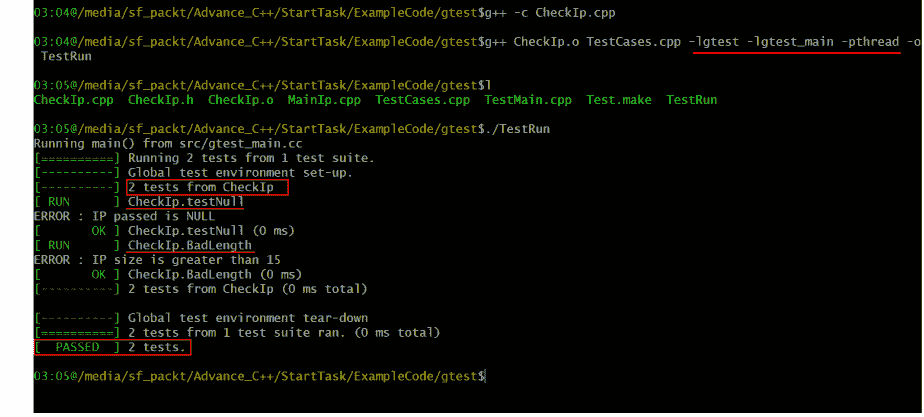 03:04@/media/sf_packt/Advance_C++/StartTask/ExampleCode/gtest$g++ -c CheckIp.cpp
03:04@/media/sf_packt/Advance_C++/StartTask/ExampleCode/gtest$g++ CheckIp.o TestCases.cpp -lgtest -lgtest_main -pthread -o
TestRun
03:05@/media/sf_packt/Advance_C++/StartTask/ExampleCode/gtest$l
CheckIp.cpp CheckIp.h CheckIp.o MainIp.cpp TestCases.cpp TestMain.cpp Test.make TestRun
03:05@/media/sf_packt/Advance_C++/StartTask/ExampleCode/gtest$./TestRun
Running main() from src/gtest_main.cc
[==========] Running 2 tests from 1 test suite.
[----------] Global test environment set-up.
[----------] 2 tests from CheckIp
[ RUN      ] CheckIp.testNull
ERROR : IP passed is NULL
[       OK ] CheckIp.testNull (0 ms)
[ RUN      ] CheckIp.BadLength
ERROR : IP size is greater than 15
[       OK ] CheckIp.BadLength (0 ms)
[----------] 2 tests from CheckIp (0 ms total)
[----------] Global test environment tear-down
[==========] 2 tests from 1 test suite ran. (0 ms total)
[  PASSED  ] 2 tests.
03:05@/media/sf_packt/Advance_C++/StartTask/ExampleCode/gtest$